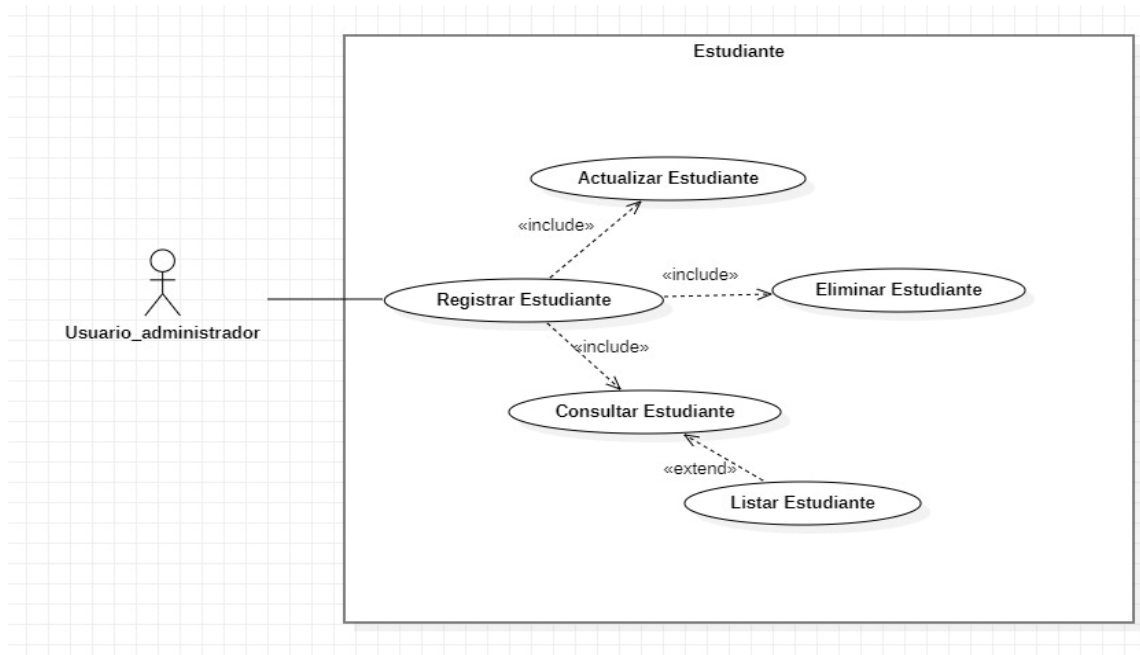 Estudiante
Actualizar Estudiante
«include»
«include»
Eliminar Estudiante
Registrar Estudiante
Usuario_administrador
«include»
Consultar Estudiante
«extend»
Listar Estudiante